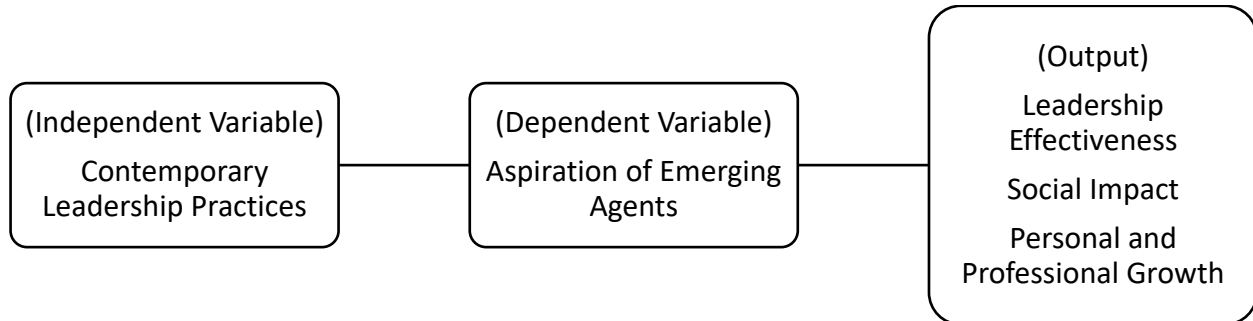 (Independent Variable)
Contemporary
Leadership Practices
(Dependent Variable)
Aspiration of Emerging
Agents
(Output)
Leadership
Effectiveness
Social Impact
Personal and
Professional Growth